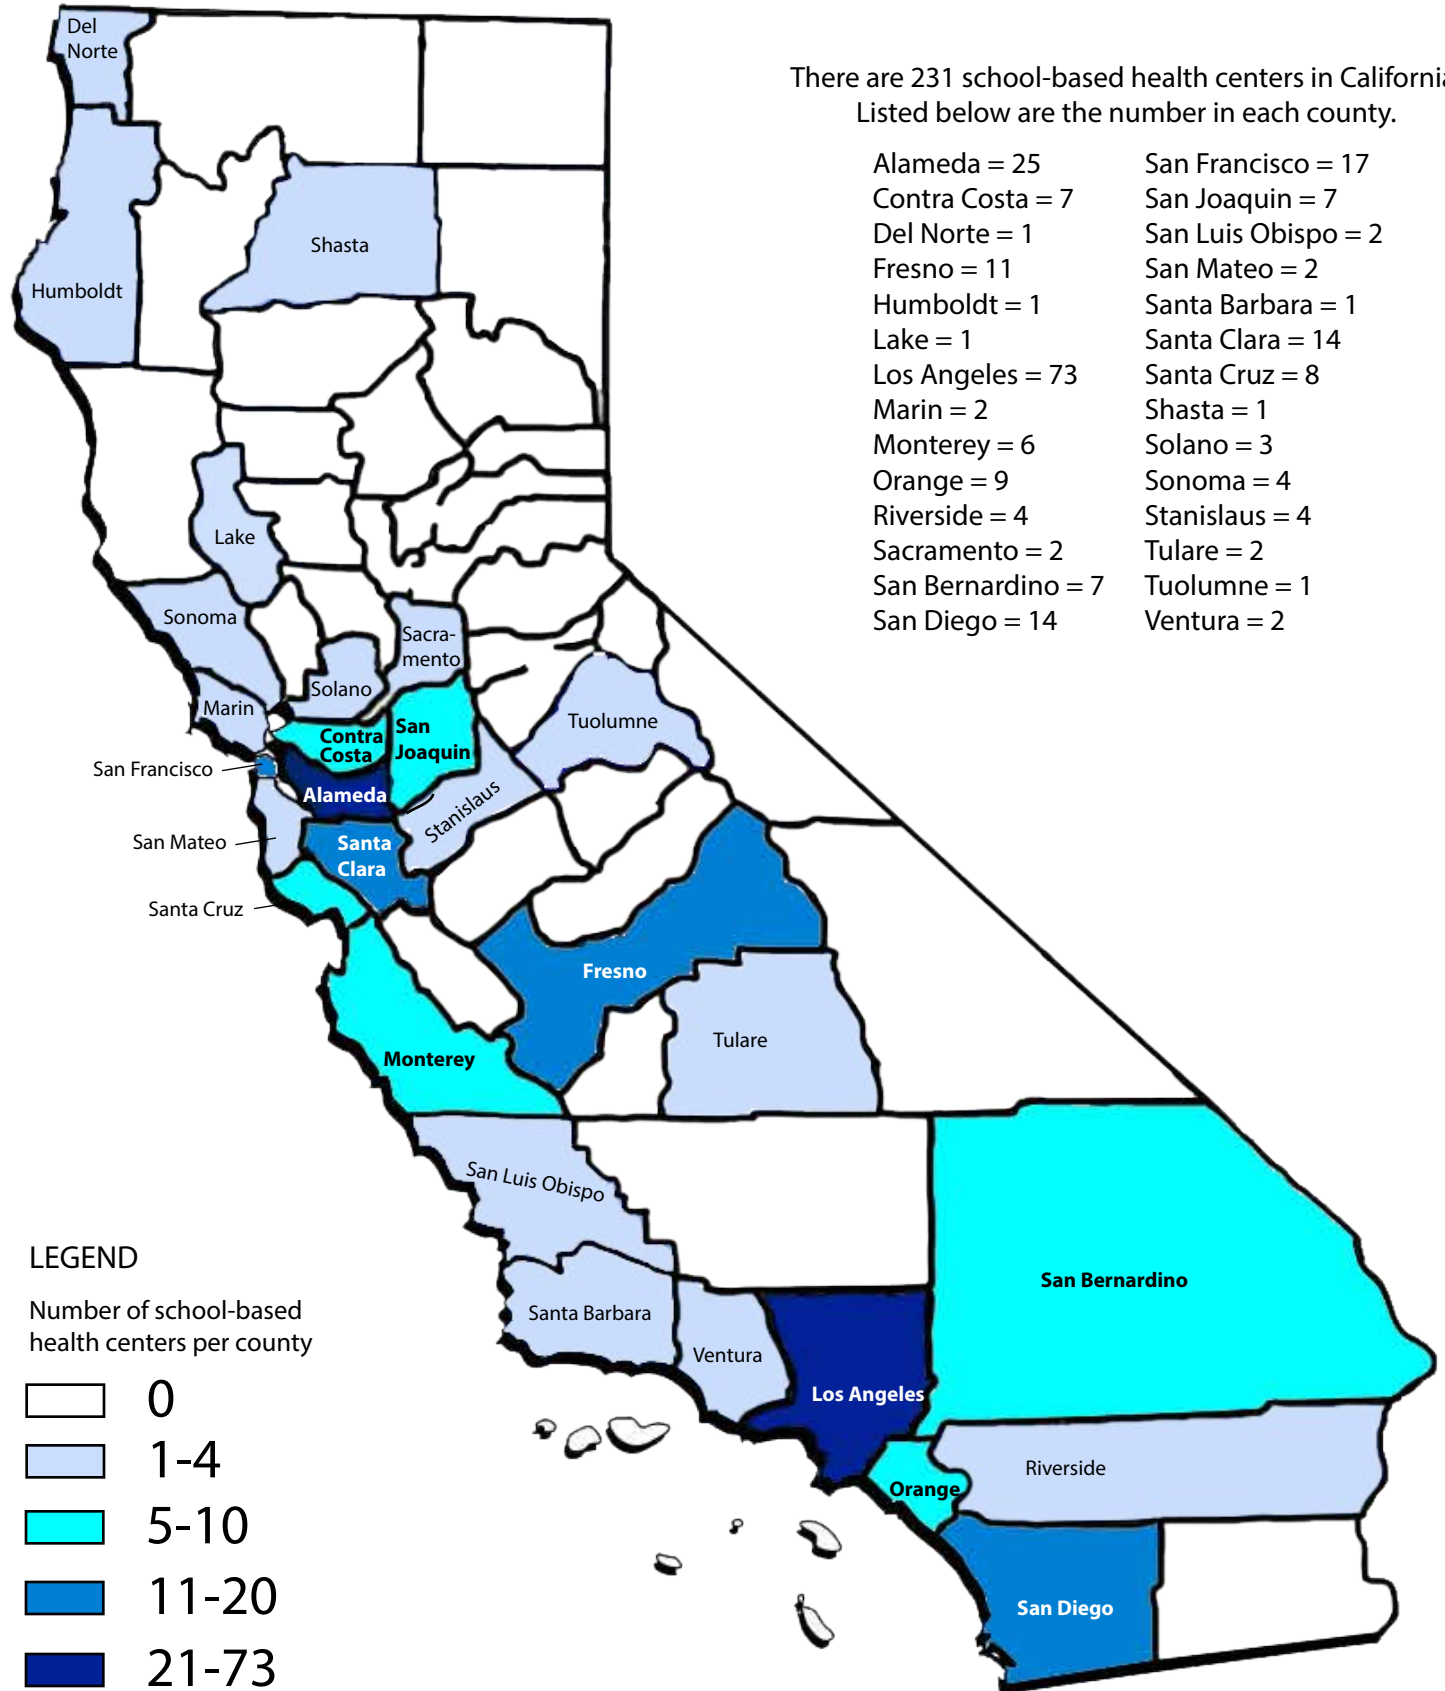 There are 231 school-based health centers in California
Listed below are the number in each county.
Alameda = 25
Contra Costa = 7
Del Norte = 1
Fresno = 11
Humboldt = 1
Lake = 1
Los Angeles = 73
Marin = 2
Monterey = 6
Orange = 9
Riverside = 4
Sacramento = 2
San Bernardino = 7
San Diego = 14
San Francisco = 17
San Joaquin = 7
San Luis Obispo = 2
San Mateo = 2
Santa Barbara = 1
Santa Clara = 14
Santa Cruz = 8
Shasta = 1
Solano = 3
Sonoma = 4
Stanislaus = 4
Tulare = 2
Tuolumne = 1
Ventura = 2
Del
Norte
Shasta
Humboldt
Lake
Sonoma
Sacra-
mento
Solano
Marin
Contra
Costa
San
Joaquin
Tuolumne
San Francisco
Alameda
Stanislaus
San Mateo
Santa
Clara
Santa Cruz
Fresno
Tulare
Monterey
San Luis Obispo
San Bernardino
Santa Barbara
Ventura
Los Angeles
Riverside
Orange
San Diego
LEGEND
Number of school-based
health centers per county
0
1-4
5-10
11-20
21-73